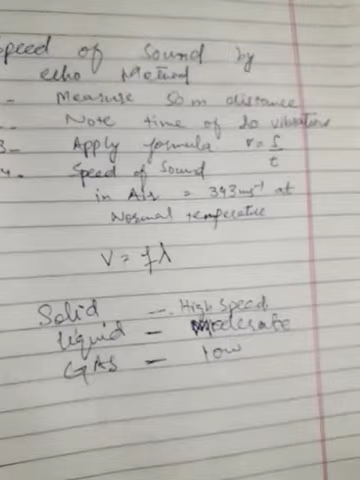 Speed of Sound by
echo Method
- Measure 50 m distance
- Note time of 20 vibrations
3- Apply formula v = S/t
4. Speed of Sound
in Air = 343 ms⁻¹ at
Normal temperature
V = fλ
Solid - High Speed.
liquid - Moderate
GAS - low